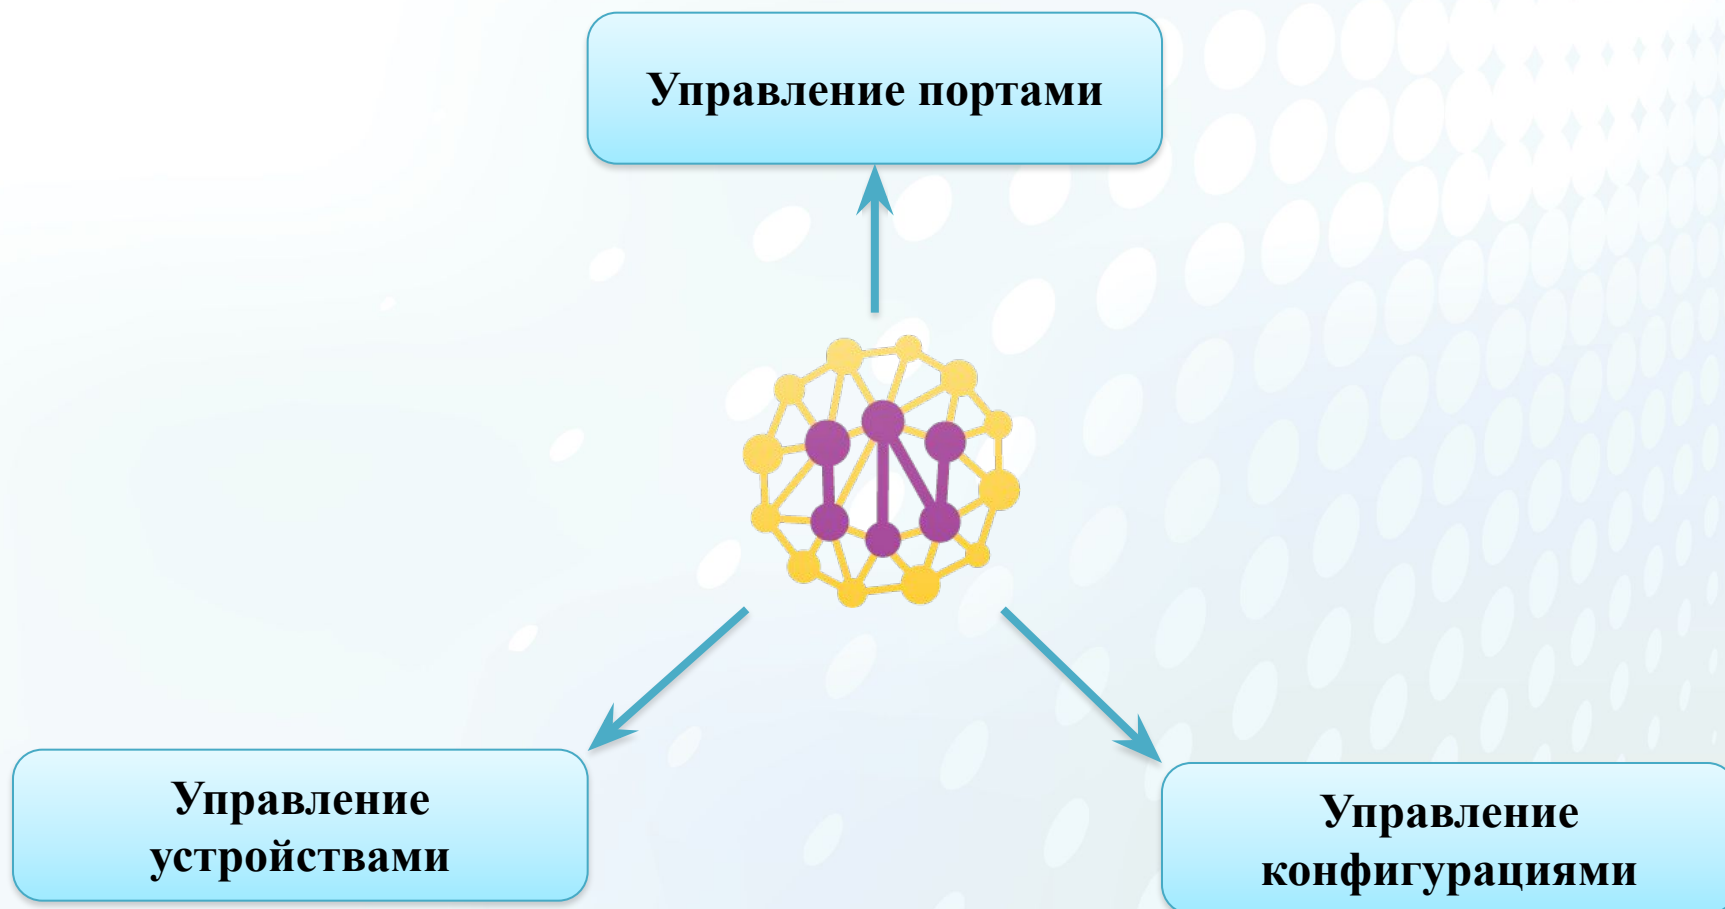 Управление портами
Управление
устройствами
Управление
конфигурациями